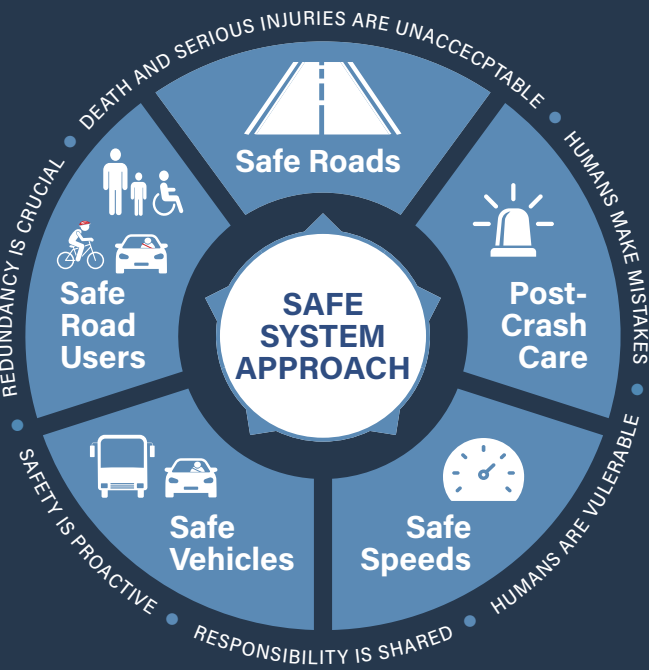 DEATH AND SERIOUS INJURIES ARE UNACCECPTABLE
HUMANS MAKE MISTAKES
HUMANS ARE VULERABLE
RESPONSIBILITY IS SHARED
SAFETY IS PROACTIVE
REDUNDANCY IS CRUCIAL
Safe Roads
Post-
Crash
Care
Safe
Speeds
Safe
Vehicles
Safe
Road
Users
SAFE
SYSTEM
APPROACH